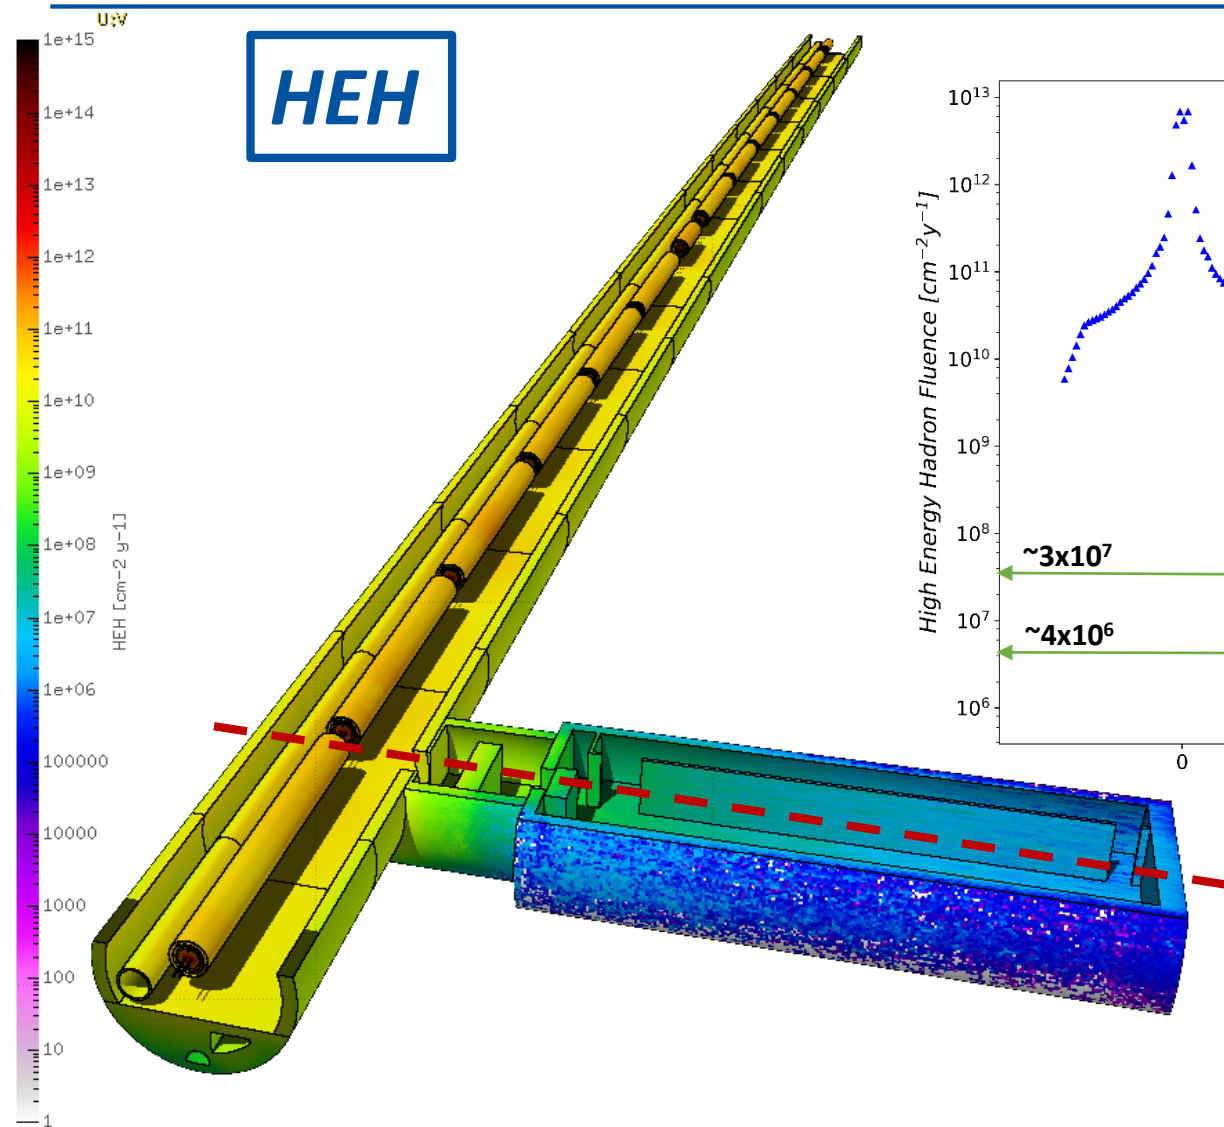 U:V
HEH
1e+15
1e+14
1e+13
1e+12
1e+11
1e+10
1e+09
1e+08
1e+07
1e+06
100000
10000
1000
100
10
1
HEH [cm-2 y-1]
High Energy Hadron Fluence [cm⁻²y⁻¹]
10¹³
10¹²
10¹¹
10¹⁰
10⁹
10⁸
~3x10⁷
10⁷
~4x10⁶
10⁶
0